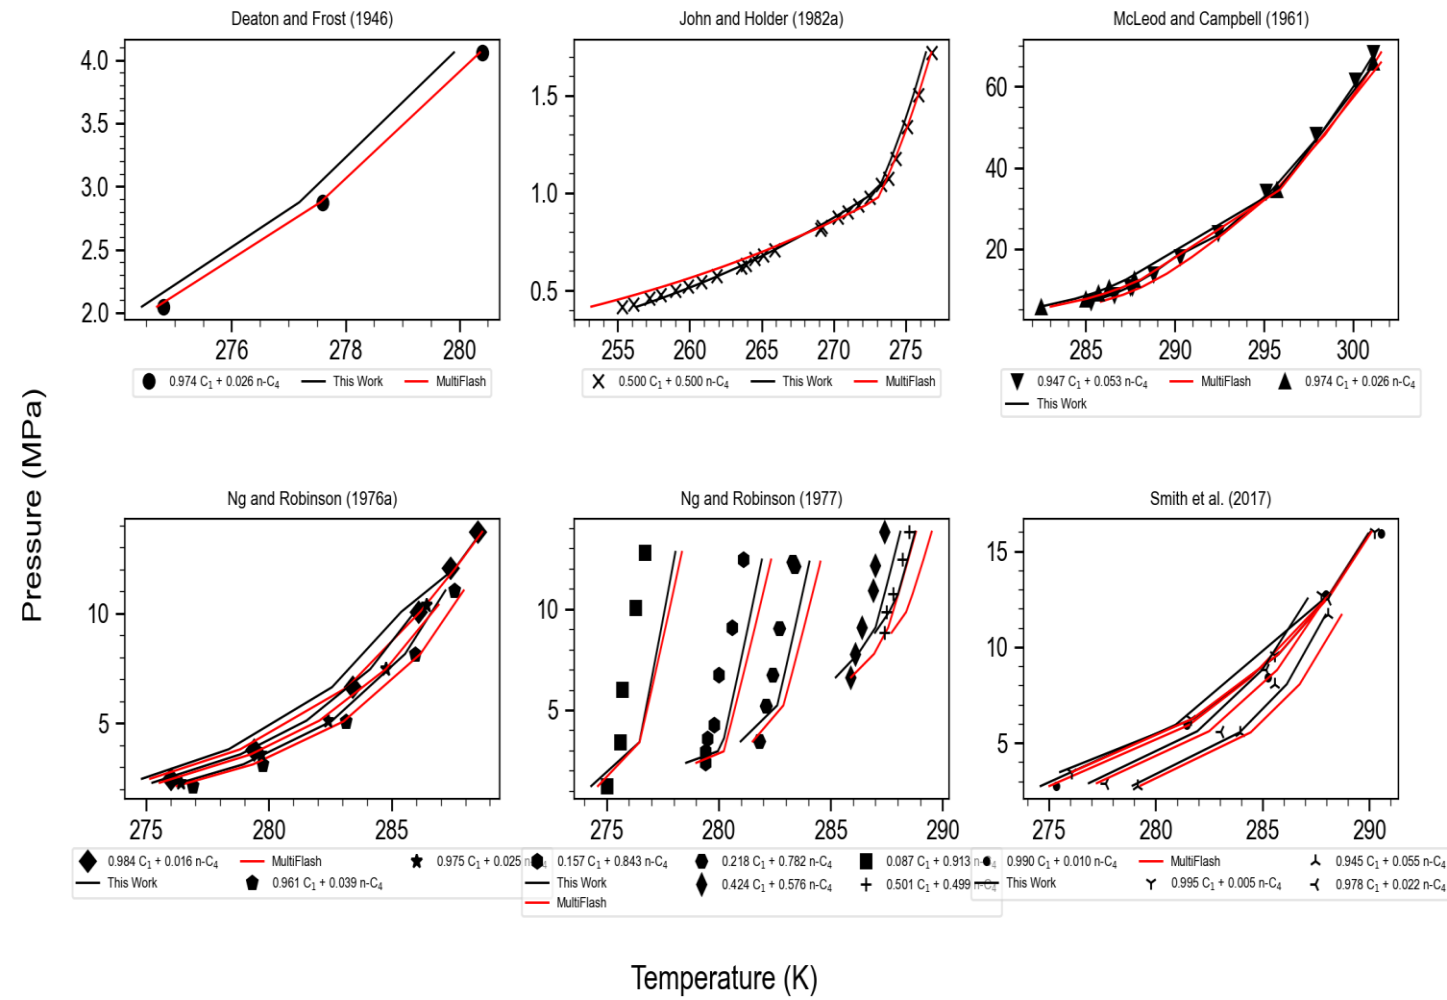 Deaton and Frost (1946)
John and Holder (1982a)
McLeod and Campbell (1961)
4.0
3.5
3.0
2.5
2.0
276
278
280
0.974 C₁ + 0.026 n-C₄
This Work
MultiFlash
1.5
1.0
0.5
255
260
265
270
275
0.500 C₁ + 0.500 n-C₄
This Work
MultiFlash
60
40
20
285
290
295
300
0.947 C₁ + 0.053 n-C₄
MultiFlash
0.974 C₁ + 0.026 n-C₄
This Work
Pressure (MPa)
Ng and Robinson (1976a)
Ng and Robinson (1977)
Smith et al. (2017)
10
5
275
280
285
0.984 C₁ + 0.016 n-C₄
MultiFlash
0.975 C₁ + 0.025 n-C₄
This Work
0.961 C₁ + 0.039 n-C₄
10
5
275
280
285
290
0.157 C₁ + 0.843 n-C₄
0.218 C₁ + 0.782 n-C₄
0.087 C₁ + 0.913 n-C₄
This Work
0.424 C₁ + 0.576 n-C₄
0.501 C₁ + 0.499 n-C₄
MultiFlash
15
10
5
275
280
285
290
0.990 C₁ + 0.010 n-C₄
MultiFlash
0.945 C₁ + 0.055 n-C₄
This Work
0.995 C₁ + 0.005 n-C₄
0.978 C₁ + 0.022 n-C₄
Temperature (K)